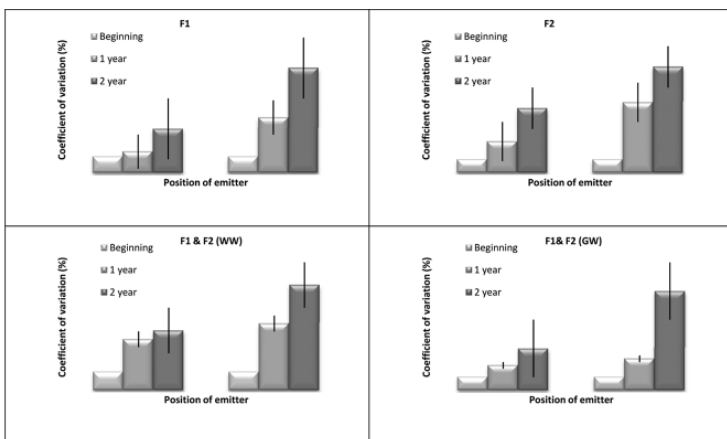 F1
Coefficient of variation (%)
Beginning
1 year
2 year
Position of emitter
F2
Coefficient of variation (%)
Beginning
1 year
2 year
Position of emitter
F1 & F2 (WW)
Coefficient of variation (%)
Beginning
1 year
2 year
Position of emitter
F1& F2 (GW)
Coefficient of variation (%)
Beginning
1 year
2 year
Position of emitter